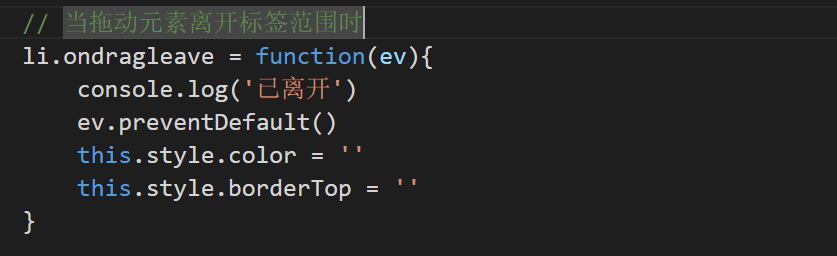 // 当拖动元素离开标签范围时
li.ondragleave = function(ev){
    console.log('已离开')
    ev.preventDefault()
    this.style.color = ''
    this.style.borderTop = ''
}